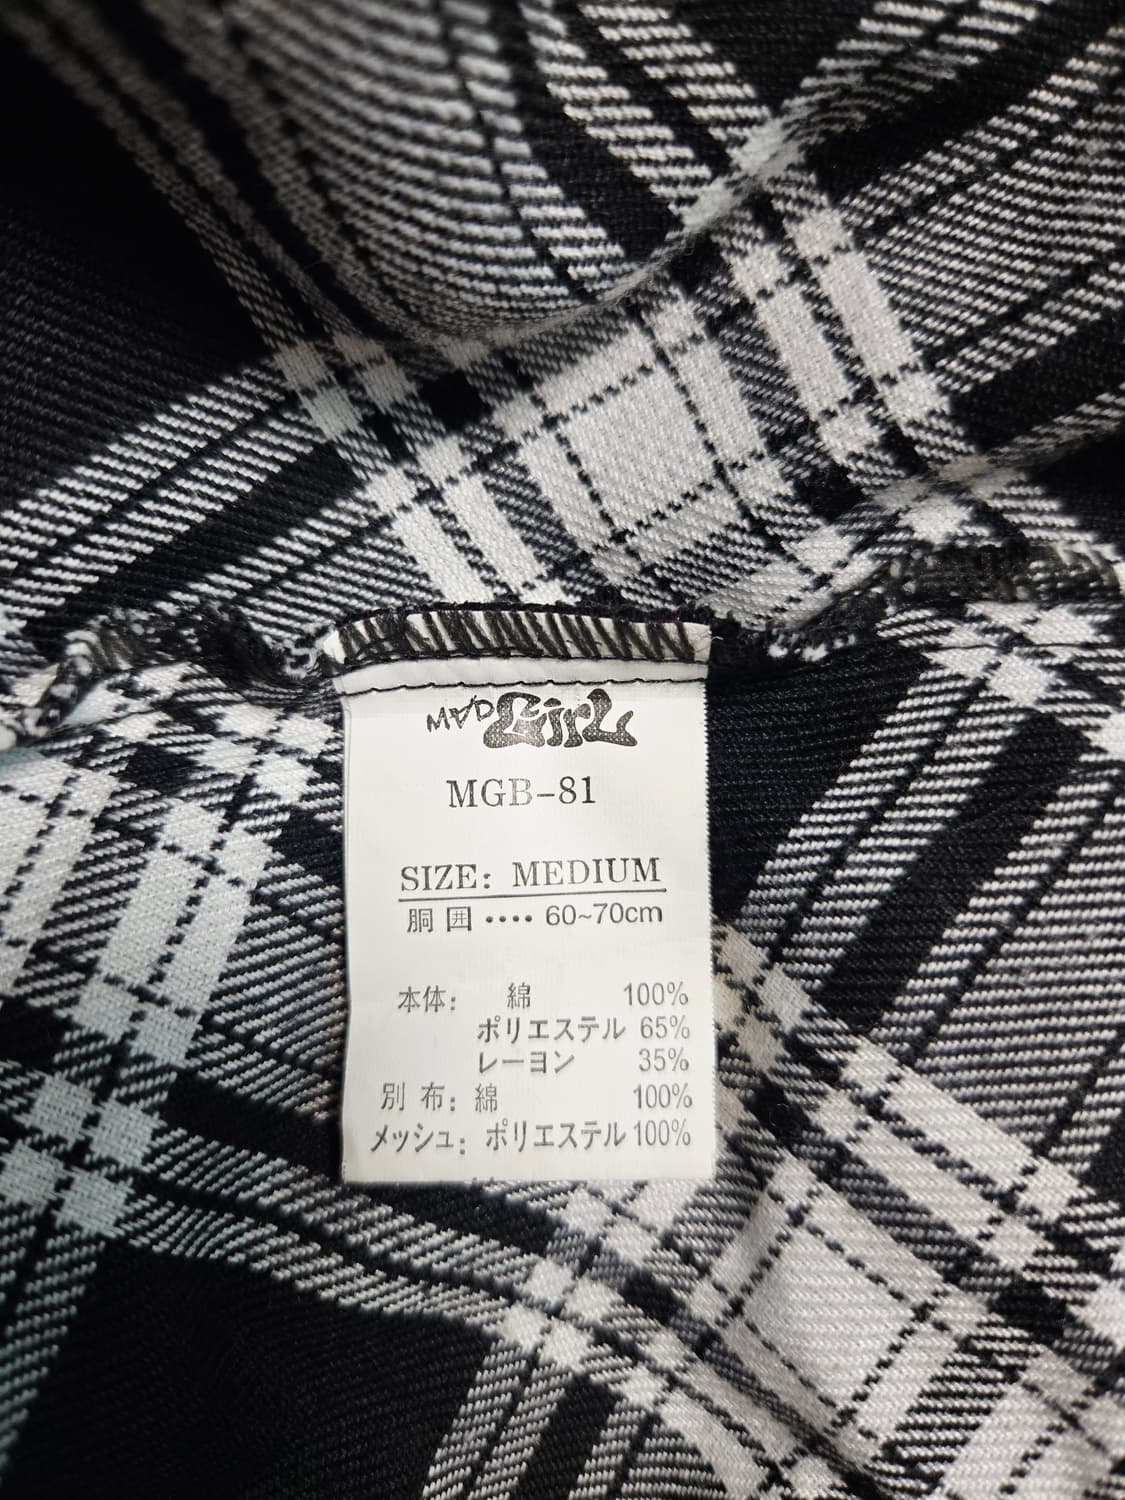 MAD GirL
MGB-81
SIZE: MEDIUM
胴囲 ‥‥ 60~70cm
本体: 綿 100%
ポリエステル 65%
レーヨン 35%
別布: 綿 100%
メッシュ: ポリエステル 100%